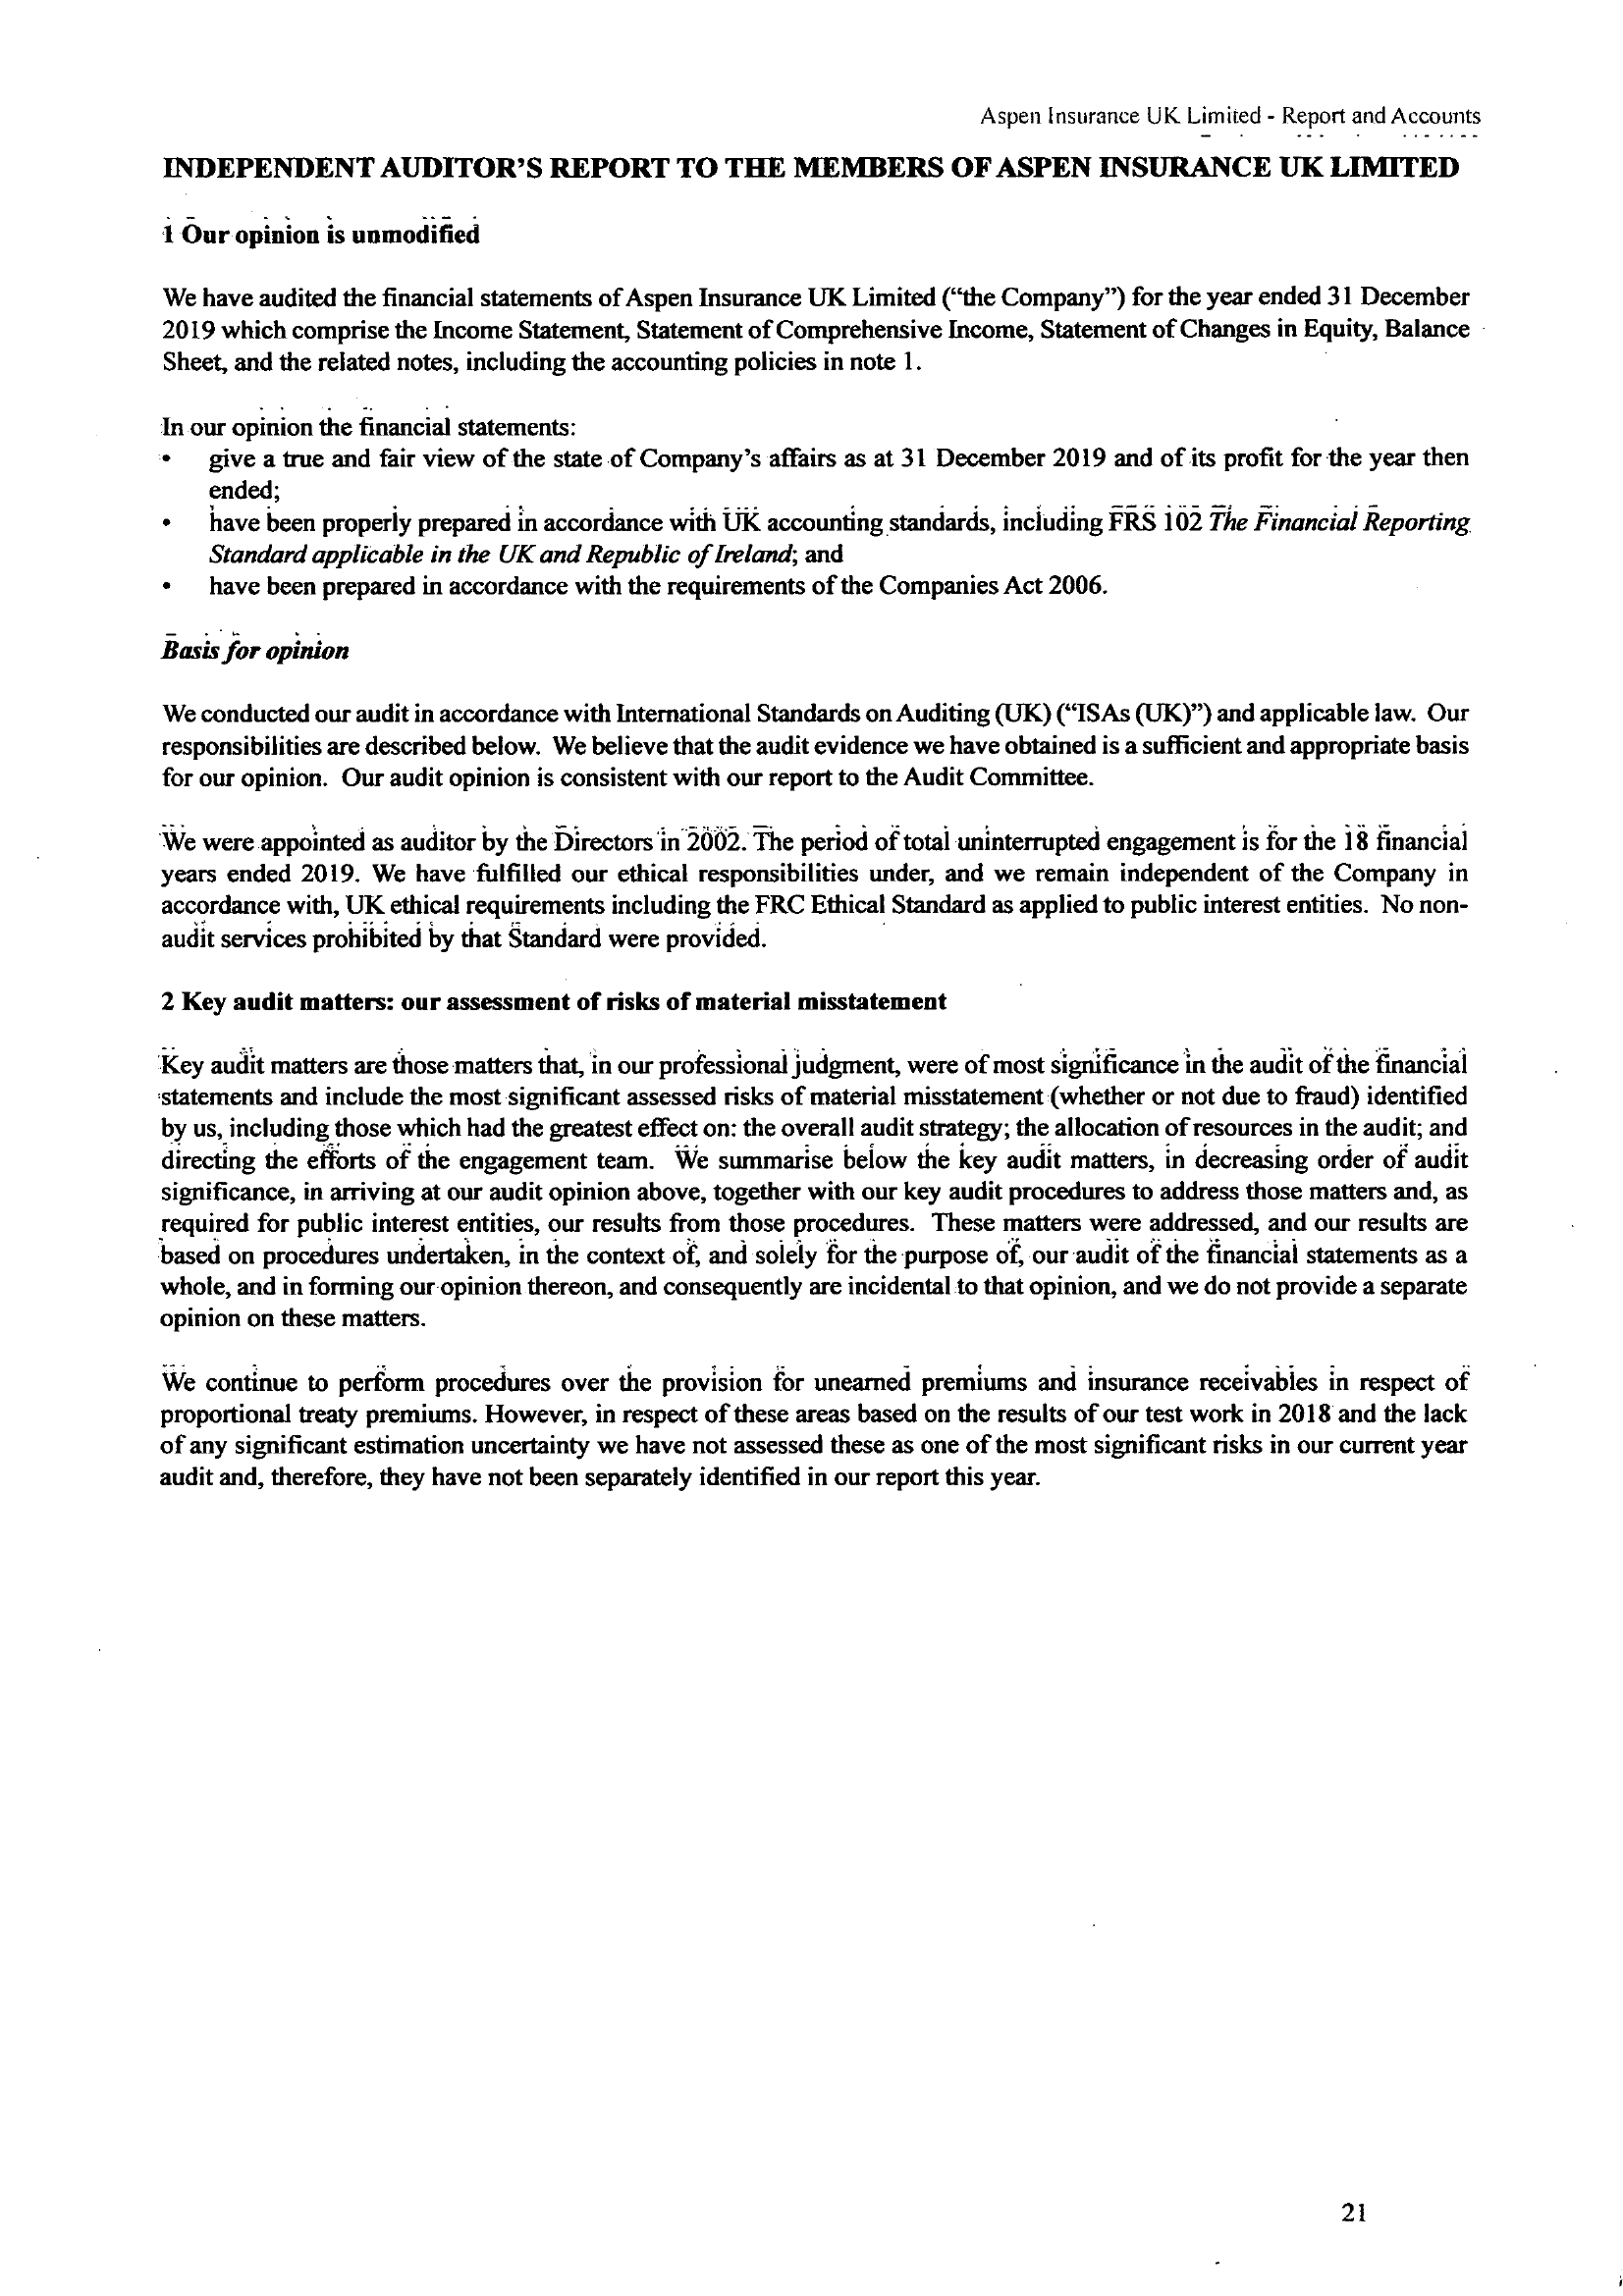 Aspen Insurance UK Limited - Report and Accounts
INDEPENDENT AUDITOR'S REPORT TO THE MEMBERS OF ASPEN INSURANCE UK LIMITED
1 Our opinion is unmodified
We have audited the financial statements of Aspen Insurance UK Limited (“the Company”) for the year ended 31 December
2019 which comprise the Income Statement, Statement of Comprehensive Income, Statement of Changes in Equity, Balance
Sheet, and the related notes, including the accounting policies in note 1.
In our opinion the financial statements:
• give a true and fair view of the state of Company’s affairs as at 31 December 2019 and of its profit for the year then
ended;
• have been properly prepared in accordance with UK accounting standards, including FRS 102 The Financial Reporting
Standard applicable in the UK and Republic of Ireland; and
• have been prepared in accordance with the requirements of the Companies Act 2006.
Basis for opinion
We conducted our audit in accordance with International Standards on Auditing (UK) (“ISAs (UK)”) and applicable law. Our
responsibilities are described below. We believe that the audit evidence we have obtained is a sufficient and appropriate basis
for our opinion. Our audit opinion is consistent with our report to the Audit Committee.
We were appointed as auditor by the Directors in 2002. The period of total uninterrupted engagement is for the 18 financial
years ended 2019. We have fulfilled our ethical responsibilities under, and we remain independent of the Company in
accordance with, UK ethical requirements including the FRC Ethical Standard as applied to public interest entities. No non-
audit services prohibited by that Standard were provided.
2 Key audit matters: our assessment of risks of material misstatement
Key audit matters are those matters that, in our professional judgment, were of most significance in the audit of the financial
statements and include the most significant assessed risks of material misstatement (whether or not due to fraud) identified
by us, including those which had the greatest effect on: the overall audit strategy; the allocation of resources in the audit; and
directing the efforts of the engagement team. We summarise below the key audit matters, in decreasing order of audit
significance, in arriving at our audit opinion above, together with our key audit procedures to address those matters and, as
required for public interest entities, our results from those procedures. These matters were addressed, and our results are
based on procedures undertaken, in the context of, and solely for the purpose of, our audit of the financial statements as a
whole, and in forming our opinion thereon, and consequently are incidental to that opinion, and we do not provide a separate
opinion on these matters.
We continue to perform procedures over the provision for unearned premiums and insurance receivables in respect of
proportional treaty premiums. However, in respect of these areas based on the results of our test work in 2018 and the lack
of any significant estimation uncertainty we have not assessed these as one of the most significant risks in our current year
audit and, therefore, they have not been separately identified in our report this year.
21